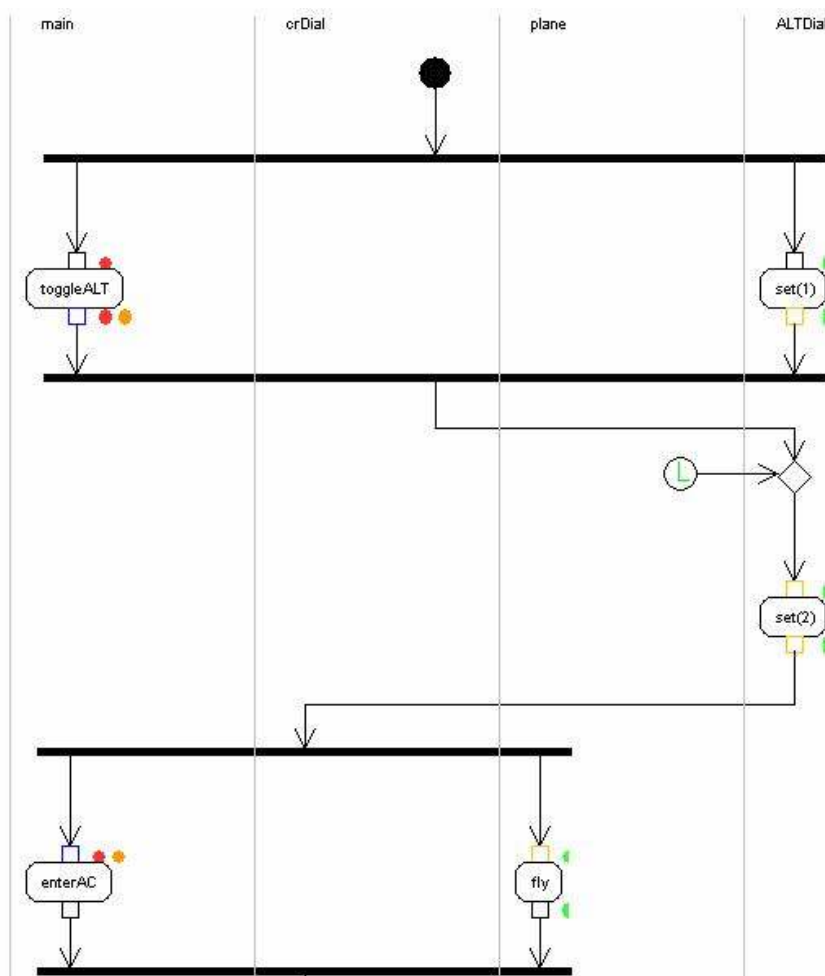 main
crDial
plane
ALTDial
toggleALT
set(1)
L
set(2)
enterAC
fly